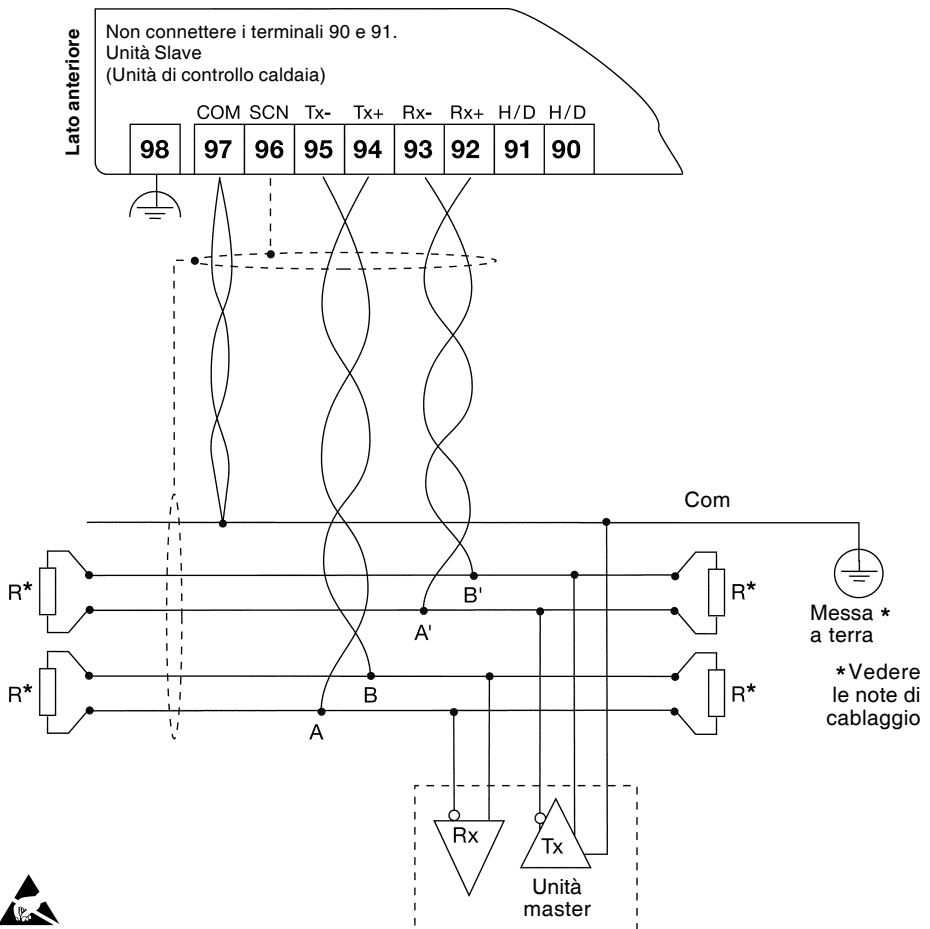 Lato anteriore
Non connettere i terminali 90 e 91.
Unità Slave
(Unità di controllo caldaia)
COM SCN Tx- Tx+ Rx- Rx+ H/D H/D
98 97 96 95 94 93 92 91 90
Com
R*
R*
B'
A'
Messa *
a terra
R*
R*
B
A
*Vedere
le note di
cablaggio
Rx
Tx
Unità
master